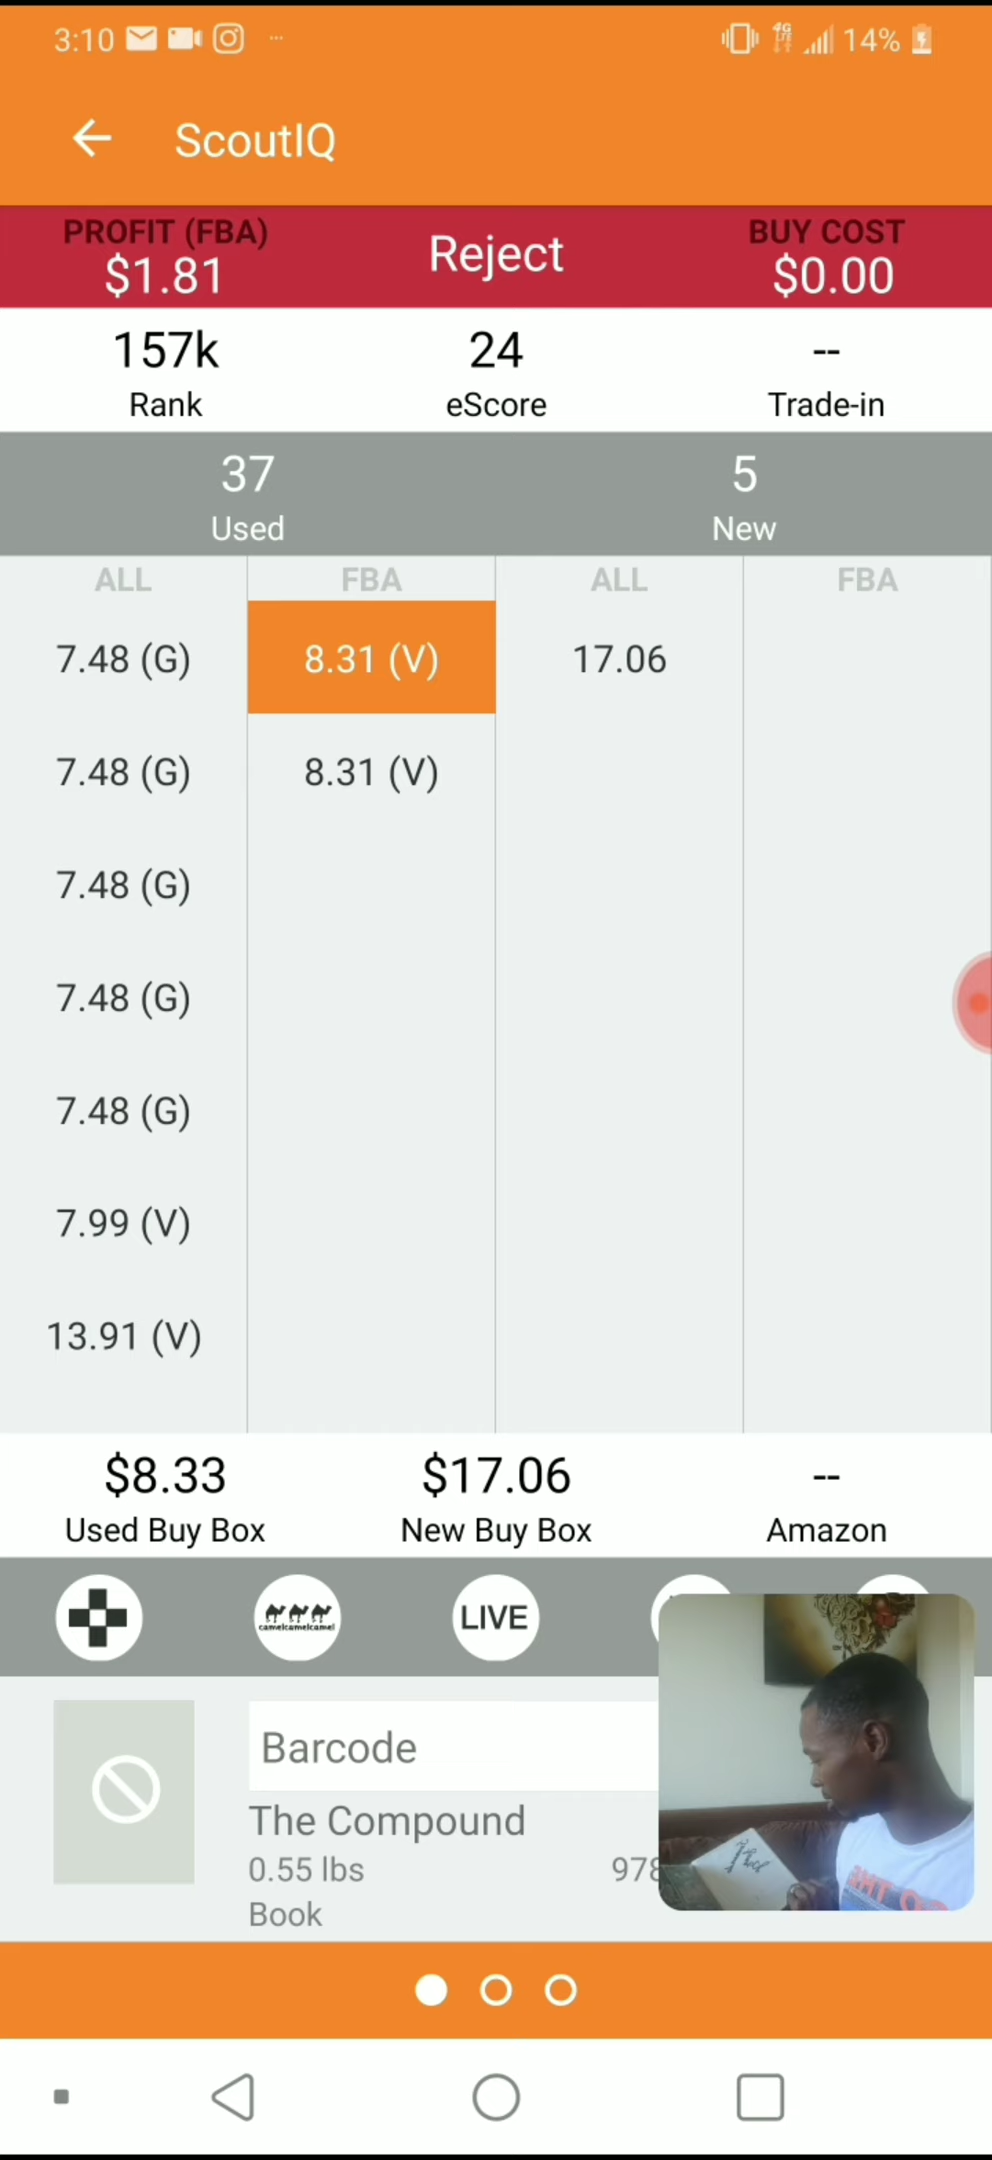 3:10 4G LTE 14%
ScoutIQ
PROFIT (FBA) Reject BUY COST
$1.81 $0.00
157k 24 --
Rank eScore Trade-in
37 5
Used New
ALL FBA ALL FBA
7.48 (G) 8.31 (V) 17.06
7.48 (G) 8.31 (V)
7.48 (G)
7.48 (G)
7.48 (G)
7.99 (V)
13.91 (V)
$8.33 $17.06 --
Used Buy Box New Buy Box Amazon
camelcamelcamel LIVE
Barcode
The Compound
0.55 lbs 978
Book